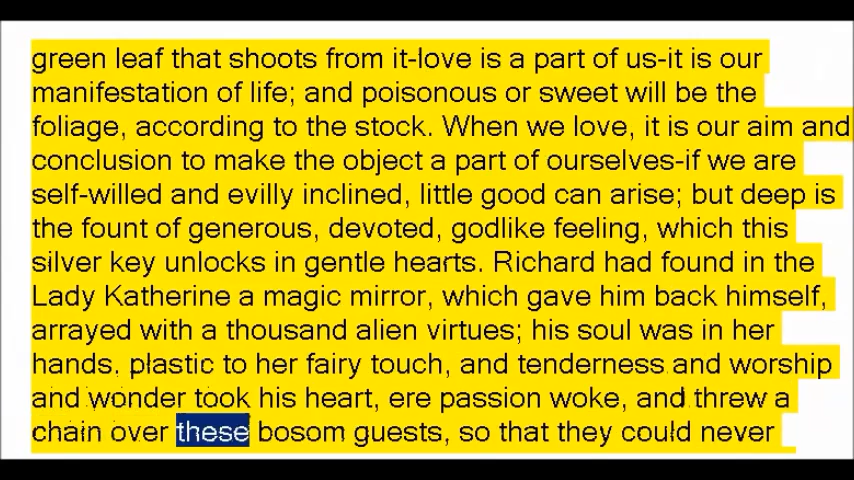 green leaf that shoots from it-love is a part of us-it is our
manifestation of life; and poisonous or sweet will be the
foliage, according to the stock. When we love, it is our aim and
conclusion to make the object a part of ourselves-if we are
self-willed and evilly inclined, little good can arise; but deep is
the fount of generous, devoted, godlike feeling, which this
silver key unlocks in gentle hearts. Richard had found in the
Lady Katherine a magic mirror, which gave him back himself,
arrayed with a thousand alien virtues; his soul was in her
hands, plastic to her fairy touch, and tenderness and worship
and wonder took his heart, ere passion woke, and threw a
chain over these bosom guests, so that they could never